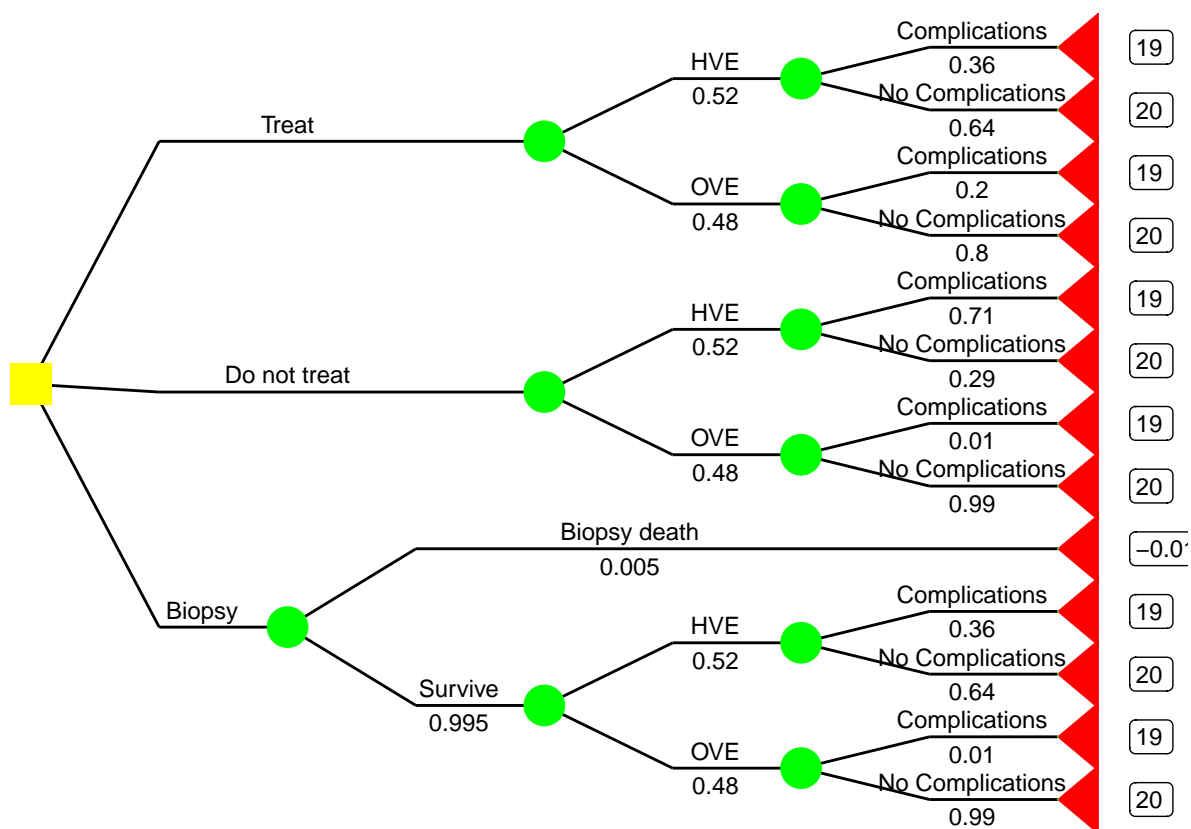 Complications
19
HVE
0.36
0.52
No Complications
20
0.64
Treat
Complications
19
OVE
0.2
0.48
No Complications
20
0.8
Complications
19
HVE
0.71
0.52
No Complications
20
0.29
Do not treat
Complications
19
OVE
0.01
0.48
No Complications
20
0.99
Biopsy death
−0.01
0.005
Complications
19
Biopsy
HVE
0.36
0.52
No Complications
20
0.64
Survive
0.995
Complications
19
OVE
0.01
0.48
No Complications
20
0.99